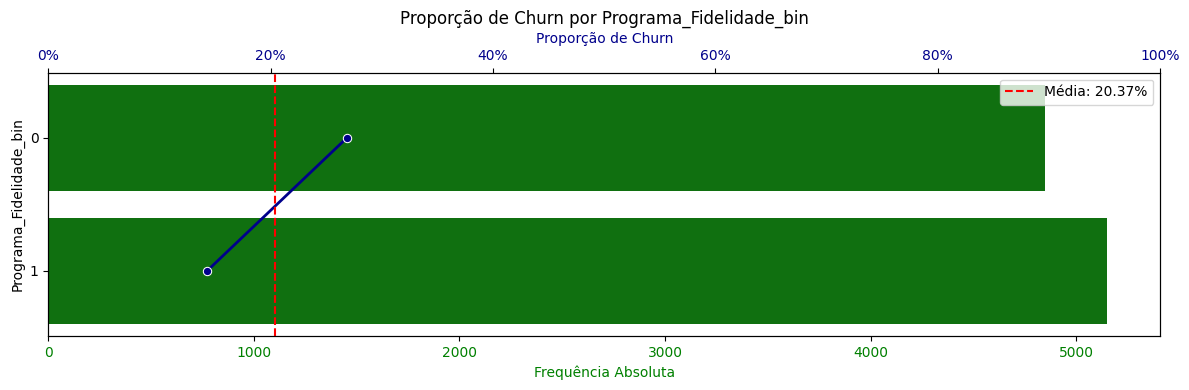 Proporção de Churn por Programa_Fidelidade_bin
Proporção de Churn
0% 20% 40% 60% 80% 100%
Média: 20.37%
Programa_Fidelidade_bin
0
1
0 1000 2000 3000 4000 5000
Frequência Absoluta